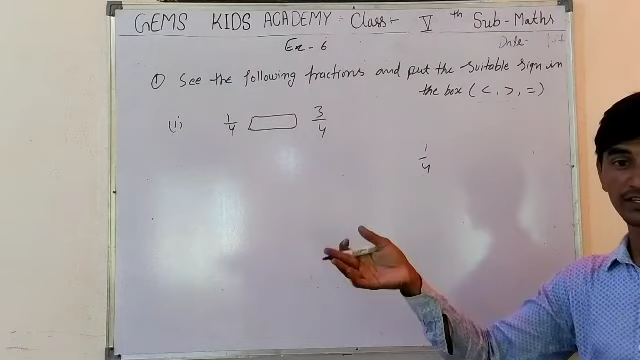 GEMS KIDS ACADEMY Class:- V th Sub-Maths
Date-
Ex-6
① See the following fractions and put the suitable sign in
the box ( <, >, = )
(i) 1/4 3/4
1/4